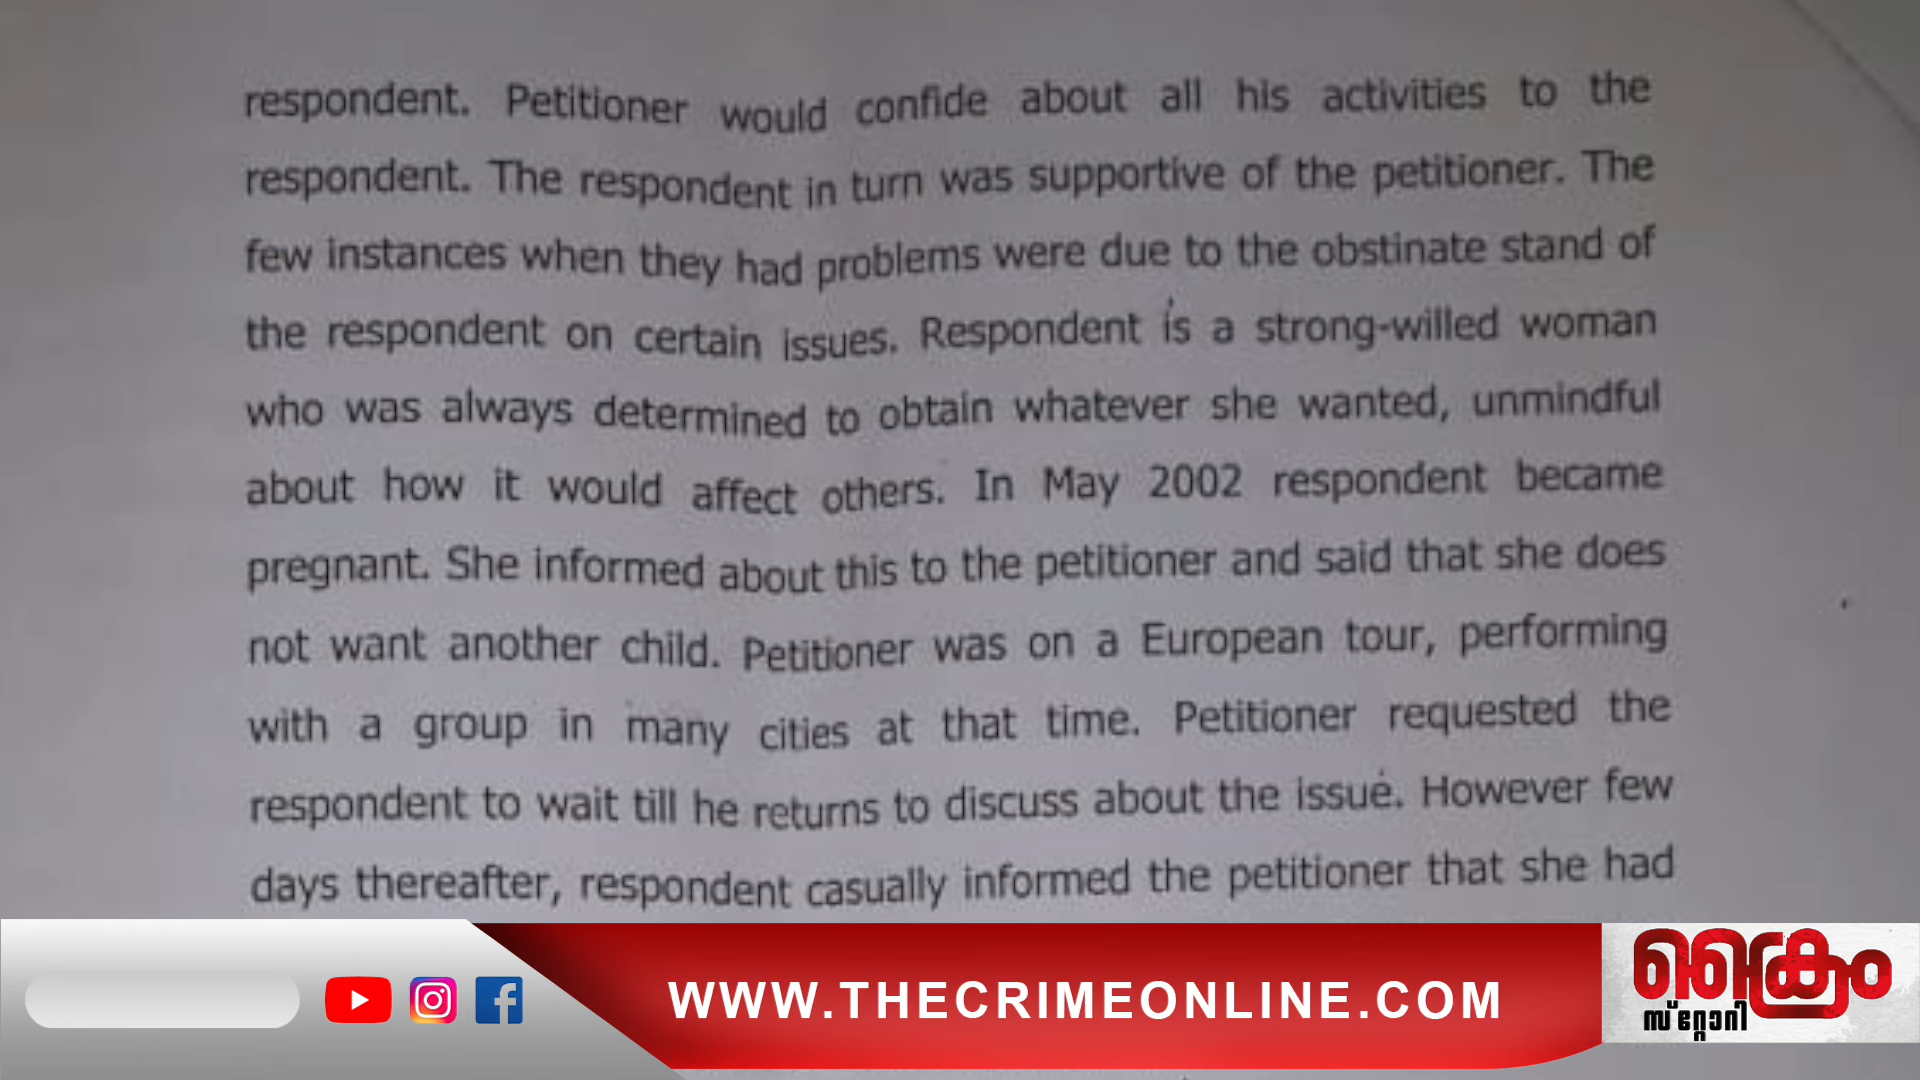 respondent. Petitioner would confide about all his activities to the
respondent. The respondent in turn was supportive of the petitioner. The
few instances when they had problems were due to the obstinate stand of
the respondent on certain issues. Respondent is a strong-willed woman
who was always determined to obtain whatever she wanted, unmindful
about how it would affect others. In May 2002 respondent became
pregnant. She informed about this to the petitioner and said that she does
not want another child. Petitioner was on a European tour, performing
with a group in many cities at that time. Petitioner requested the
respondent to wait till he returns to discuss about the issue. However few
days thereafter, respondent casually informed the petitioner that she had
WWW.THECRIMEONLINE.COM
ക്രൈം
സ്റ്റോറി